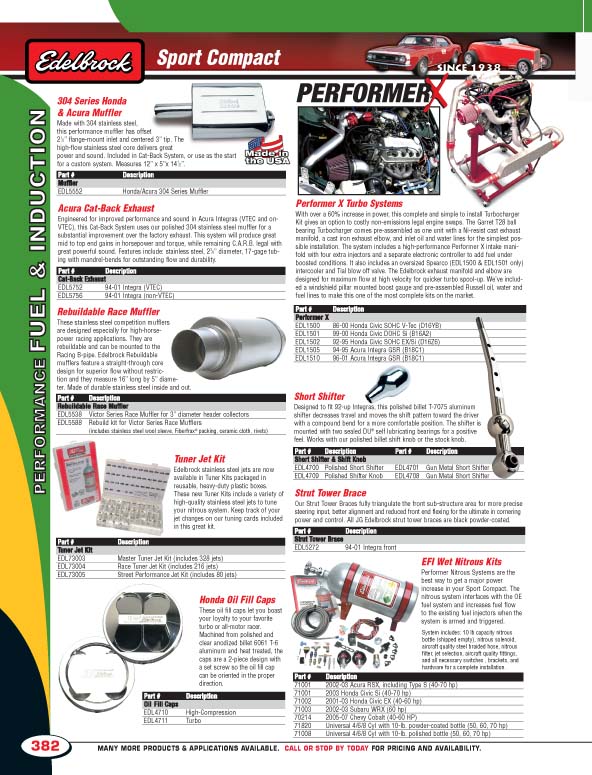 Edelbrock
Sport Compact
SINCE 1938
PERFORMANCE FUEL & INDUCTION
304 Series Honda
& Acura Muffler
Made with 304 stainless steel,
this performance muffler has offset
2¼" flange-mount inlet and centered 3" tip. The
high-flow stainless steel core delivers great
power and sound. Included in Cat-Back System, or use as the start
for a custom system. Measures 12" x 5" x 14½".
Made in
the USA
Part # Description
Muffler
EDL5552 Honda/Acura 304 Series Muffler
Acura Cat-Back Exhaust
Engineered for improved performance and sound in Acura Integras (VTEC and on-
VTEC), this Cat-Back System uses our polished 304 stainless steel muffler for a
substantial improvement over the factory exhaust. This system will produce great
mid to top end gains in horsepower and torque, while remaining C.A.R.B. legal with
great powerful sound. Features include: stainless steel, 2¼" diameter, 17-gauge tub-
ing with mandrel-bends for outstanding flow and durability.
Part # Description
Cat-Back Exhaust
EDL5752 94-01 Integra (VTEC)
EDL5756 94-01 Integra (non-VTEC)
Rebuildable Race Muffler
These stainless steel competition mufflers
are designed especially for high-horse-
power racing applications. They are
rebuildable and can be mounted to the
Racing B-pipe. Edelbrock Rebuildable
mufflers feature a straight-through core
design for superior flow without restric-
tion and they measure 16" long by 5" diame-
ter. Made of durable stainless steel inside and out.
Part # Description
Rebuildable Race Muffler
EDL5538 Victor Series Race Muffler for 3" diameter header collectors
EDL5588 Rebuild kit for Victor Series Race Mufflers
(includes stainless steel wool sleeve, Fiberfrax® packing, ceramic cloth, rivets)
Tuner Jet Kit
Edelbrock stainless steel jets are now
available in Tuner Kits packaged in
reusable, heavy-duty plastic boxes.
These new Tuner Kits include a variety of
high-quality stainless steel jets to tune
your nitrous system. Keep track of your
jet changes on our tuning cards included
in this great kit.
Part # Description
Tuner Jet Kit
EDL73003 Master Tuner Jet Kit (includes 328 jets)
EDL73004 Race Tuner Jet Kit (includes 216 jets)
EDL73005 Street Performance Jet Kit (includes 88 jets)
Honda Oil Fill Caps
These oil fill caps let you boast
your loyalty to your favorite
turbo or all-motor racer.
Machined from polished and
clear anodized billet 6061 T-6
aluminum and heat treated, the
caps are a 2-piece design with
a set screw so the oil fill cap
can be oriented in the proper
direction.
Part # Description
Oil Fill Caps
EDL4710 High-Compression
EDL4711 Turbo
PERFORMER X
Performer X Turbo Systems
With over a 60% increase in power, this complete and simple to install Turbocharger
Kit gives an option to costly non-emissions legal engine swaps. The Garret T28 ball
bearing Turbocharger comes pre-assembled as one unit with a Ni-resist cast exhaust
manifold, a cast iron exhaust elbow, and inlet oil and water lines for the simplest pos-
sible installation. The system includes a high-performance Performer X intake mani-
fold with four extra injectors and a separate electronic controller to add fuel under
boosted conditions. It also includes an oversized Spearco (EDL1500 & EDL1501 only)
intercooler and Tial blow off valve. The Edelbrock exhaust manifold and elbow are
designed for maximum flow at high velocity for quicker turbo spool-up. We've includ-
ed a windshield pillar mounted boost gauge and pre-assembled Russell oil, water and
fuel lines to make this one of the most complete kits on the market.
Part # Description
Performer X
EDL1500 86-00 Honda Civic SOHC V-Tec (D16Y8)
EDL1501 99-00 Honda Civic DOHC Si (B16A2)
EDL1502 92-95 Honda Civic SOHC EX/Si (D16Z6)
EDL1505 94-95 Acura Integra GSR (B18C1)
EDL1510 96-01 Acura Integra GSR (B18C1)
Short Shifter
Designed to fit 92-up Integras, this polished billet T-7075 aluminum
shifter decreases travel and moves the shift pattern toward the driver
with a compound bend for a more comfortable position. The shifter is
mounted with two sealed DU® self lubricating bearings for a positive
feel. Works with our polished billet shift knob or the stock knob.
Part # Description Part # Description
Short Shifter & Shift Knob
EDL4700 Polished Short Shifter EDL4701 Gun Metal Short Shifter
EDL4709 Polished Shifter Knob EDL4708 Gun Metal Short Shifter
Strut Tower Brace
Our Strut Tower Braces fully triangulate the front sub-structure area for more precise
steering input, better alignment and reduced front end flexing for the ultimate in cornering
power and control. All JG Edelbrock strut tower braces are black powder-coated.
Part # Description
Strut Tower Brace
EDL5272 94-01 Integra front
EFI Wet Nitrous Kits
Performer Nitrous Systems are the
best way to get a major power
increase in your Sport Compact. The
nitrous system interfaces with the OE
fuel system and increases fuel flow
to the existing fuel injectors when the
system is armed and triggered.
System includes: 10 lb capacity nitrous
bottle (shipped empty), nitrous solenoid,
aircraft quality steel braided hose, nitrous
filter, jet selection, aircraft quality fittings,
and all necessary switches , brackets, and
hardware for a complete installation.
Part # Description
71001 2002-03 Acura RSX, including Type S (40-70 hp)
71001 2003 Honda Civic Si (40-70 hp)
71002 2001-03 Honda Civic EX (40-60 hp)
71003 2002-03 Subaru WRX (60 hp)
70214 2005-07 Chevy Cobalt (40-60 HP)
71820 Universal 4/6/8 Cyl with 10-lb. powder-coated bottle (50, 60, 70 hp)
71008 Universal 4/6/8 Cyl with 10-lb. polished bottle (50, 60, 70 hp)
382
MANY MORE PRODUCTS & APPLICATIONS AVAILABLE. CALL OR STOP BY TODAY FOR PRICING AND AVAILABILITY.